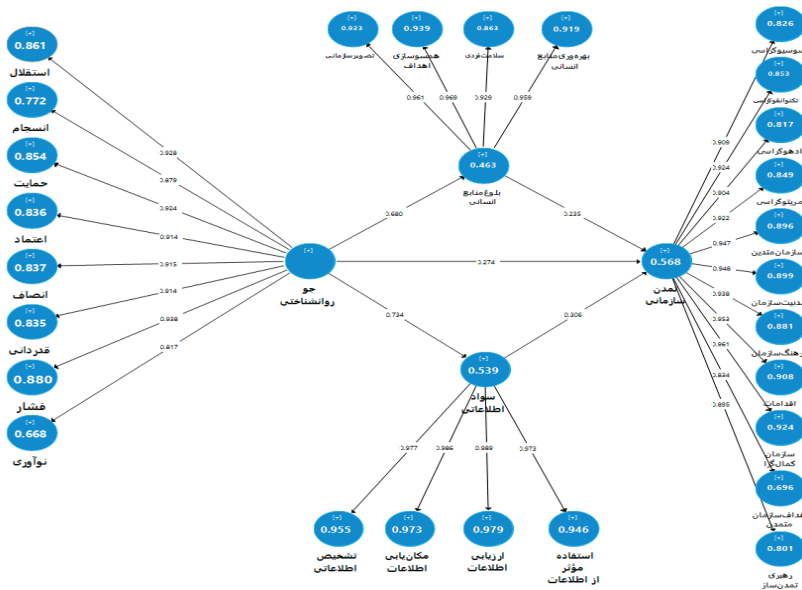 [+]
0.861
استقلال
[+]
0.772
انسجام
[+]
0.854
حمایت
[+]
0.836
اعتماد
[+]
0.837
انصاف
[+]
0.835
قدردانی
[+]
0.880
فشار
[+]
0.668
نوآوری
0.928
0.879
0.924
0.914
0.915
0.914
0.938
0.817
[+]
جو
روانشناختی
[+]
0.923
تصویرسازمانی
[+]
0.939
همسوسازی
اهداف
[+]
0.863
سلامت‌فردی
[+]
0.919
بهره‌وری‌منابع
انسانی
0.961
0.969
0.929
0.959
[+]
0.463
بلوغ‌منابع
انسانی
0.680
0.235
0.274
0.734
0.306
[+]
0.539
سواد
اطلاعاتی
0.977
0.986
0.989
0.973
[+]
0.955
تشخیص
اطلاعاتی
[+]
0.973
مکان‌یابی
اطلاعات
[+]
0.979
ارزیابی
اطلاعات
[+]
0.946
استفاده
مؤثر
از اطلاعات
[+]
0.568
تمدن
سازمانی
0.909
0.924
0.904
0.922
0.947
0.948
0.938
0.953
0.961
0.834
0.895
[+]
0.826
[+]
0.853
[+]
0.817
[+]
0.849
[+]
0.896
سازمان‌متدین
[+]
0.899
[+]
0.881
[+]
0.908
اقدامات
[+]
0.924
سازمان
کمال‌گرا
[+]
0.696
متمدن
[+]
0.801
رهبری
تمدن‌ساز